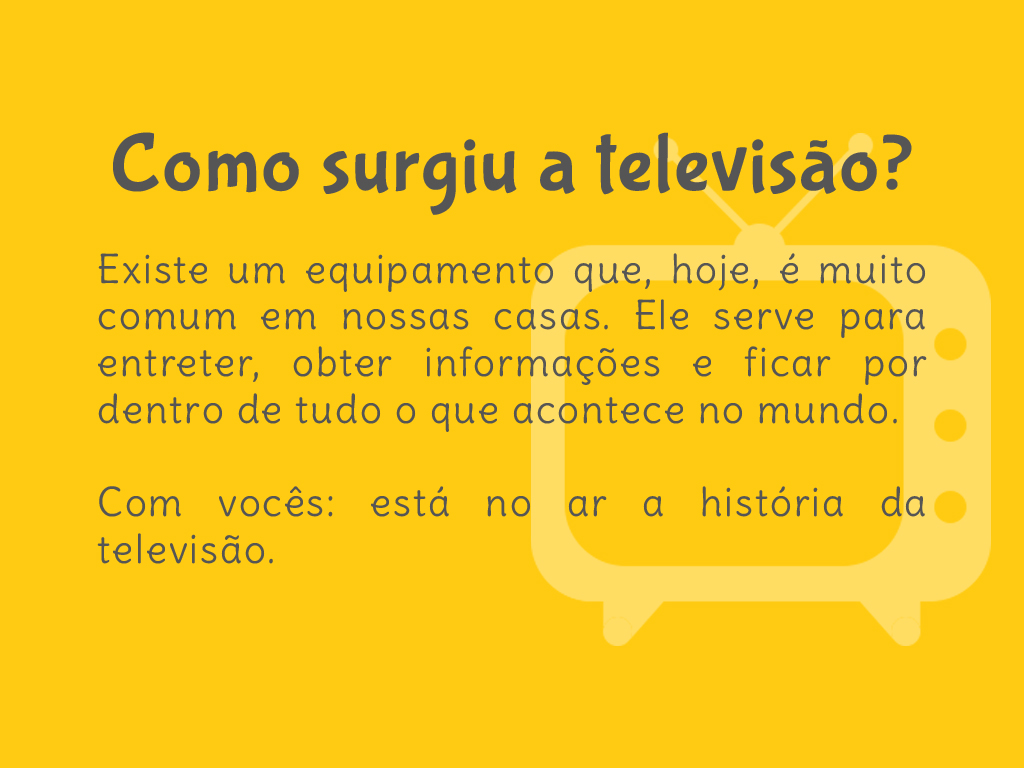 Como surgiu a televisão?
Existe um equipamento que, hoje, é muito
comum em nossas casas. Ele serve para
entreter, obter informações e ficar por
dentro de tudo o que acontece no mundo.
Com vocês: está no ar a história da
televisão.